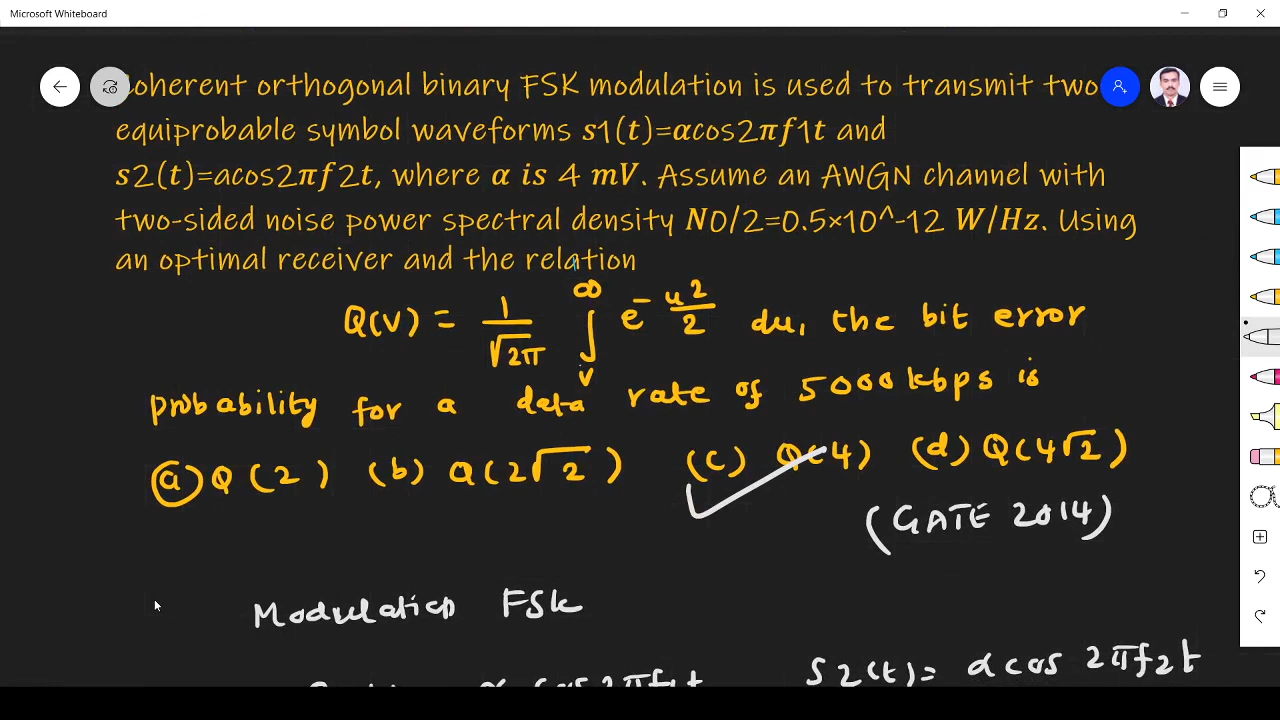 Microsoft Whiteboard
oherent orthogonal binary FSK modulation is used to transmit two
equiprobable symbol waveforms s1(t)=αcos2πf1t and
s2(t)=acos2πf2t, where α is 4 mV. Assume an AWGN channel with
two-sided noise power spectral density N0/2=0.5×10^-12 W/Hz. Using
an optimal receiver and the relation
Q(V) = 1/√2π ∫v^∞ e^-u2/2 du, the bit error
probability for a data rate of 5000kbps is
(a) Q(2) (b) Q(2√2) (c) Q(4) (d) Q(4√2)
(GATE 2014)
Modulation FSK
S2(t)= αcos 2πf2t
α cos 2πf1t